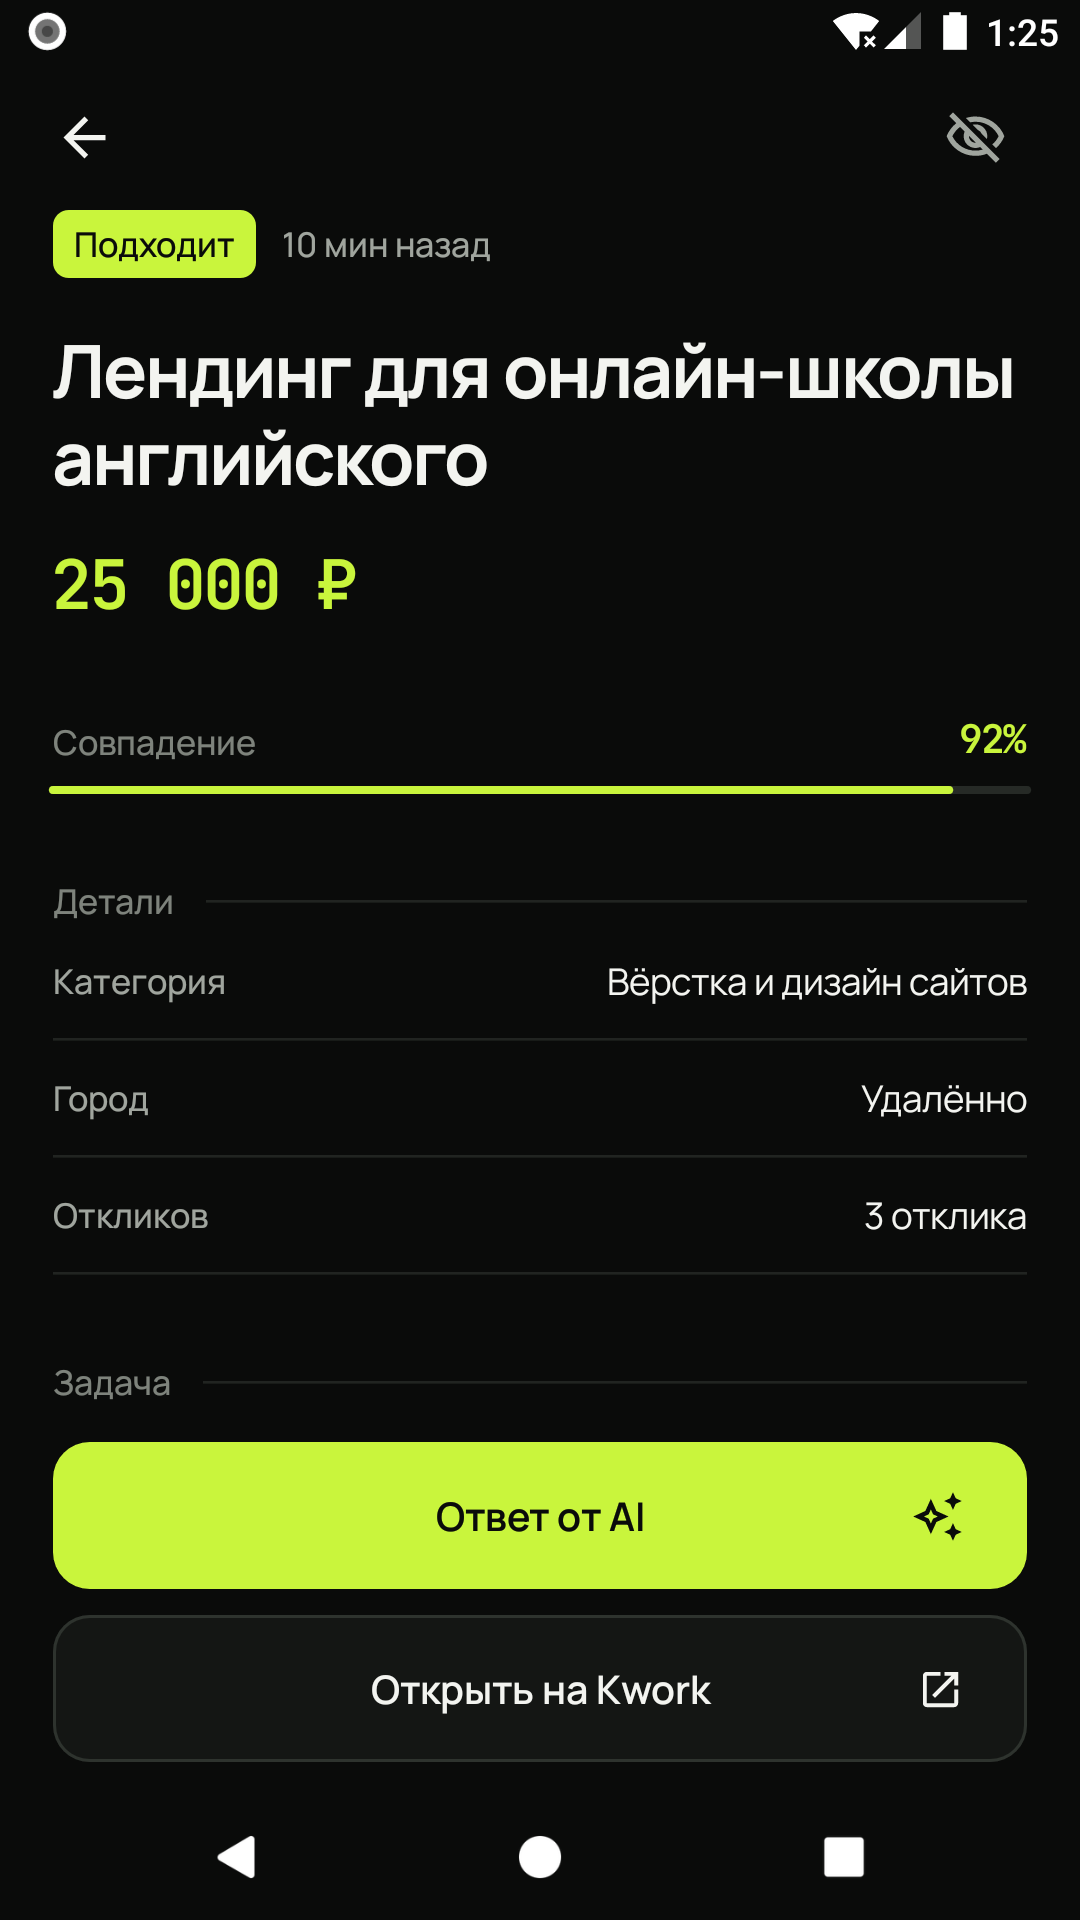 1:25
Подходит 10 мин назад
Лендинг для онлайн-школы
английского
25 000 ₽
Совпадение 92%
Детали
Категория Вёрстка и дизайн сайтов
Город Удалённо
Откликов 3 отклика
Задача
Ответ от AI
Открыть на Kwork